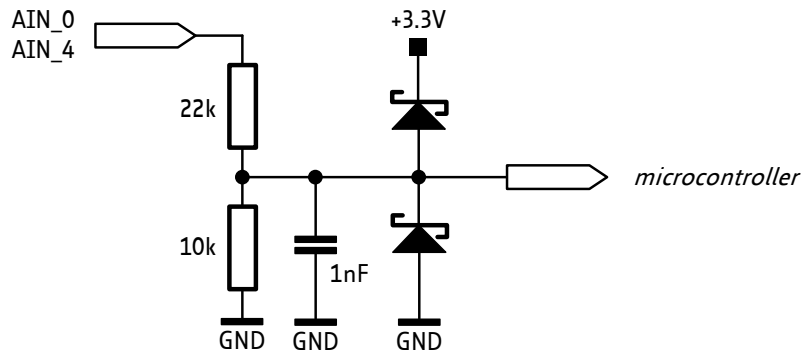 AIN_0
AIN_4
+3.3V
22k
microcontroller
10k
1nF
GND GND GND